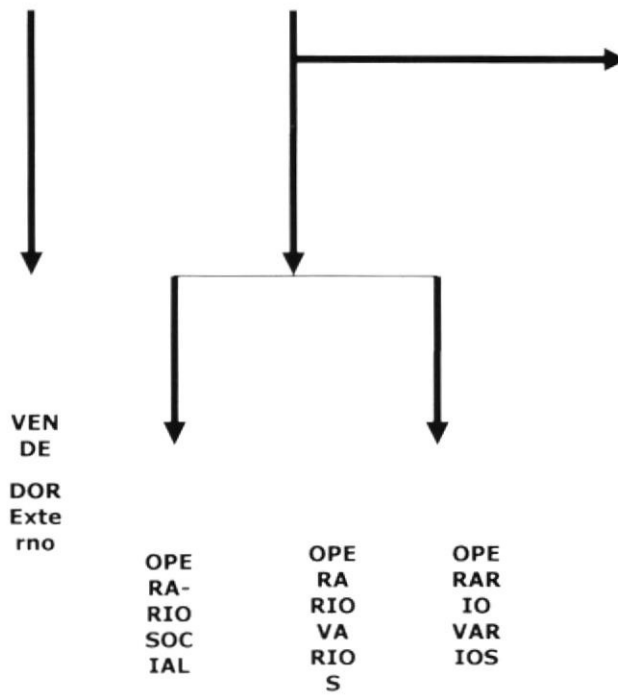 VEN
DE
DOR
Exte
rno
OPE
RA-
RIO
SOC
IAL
OPE
RA
RIO
VA
RIO
S
OPE
RAR
IO
VAR
IOS